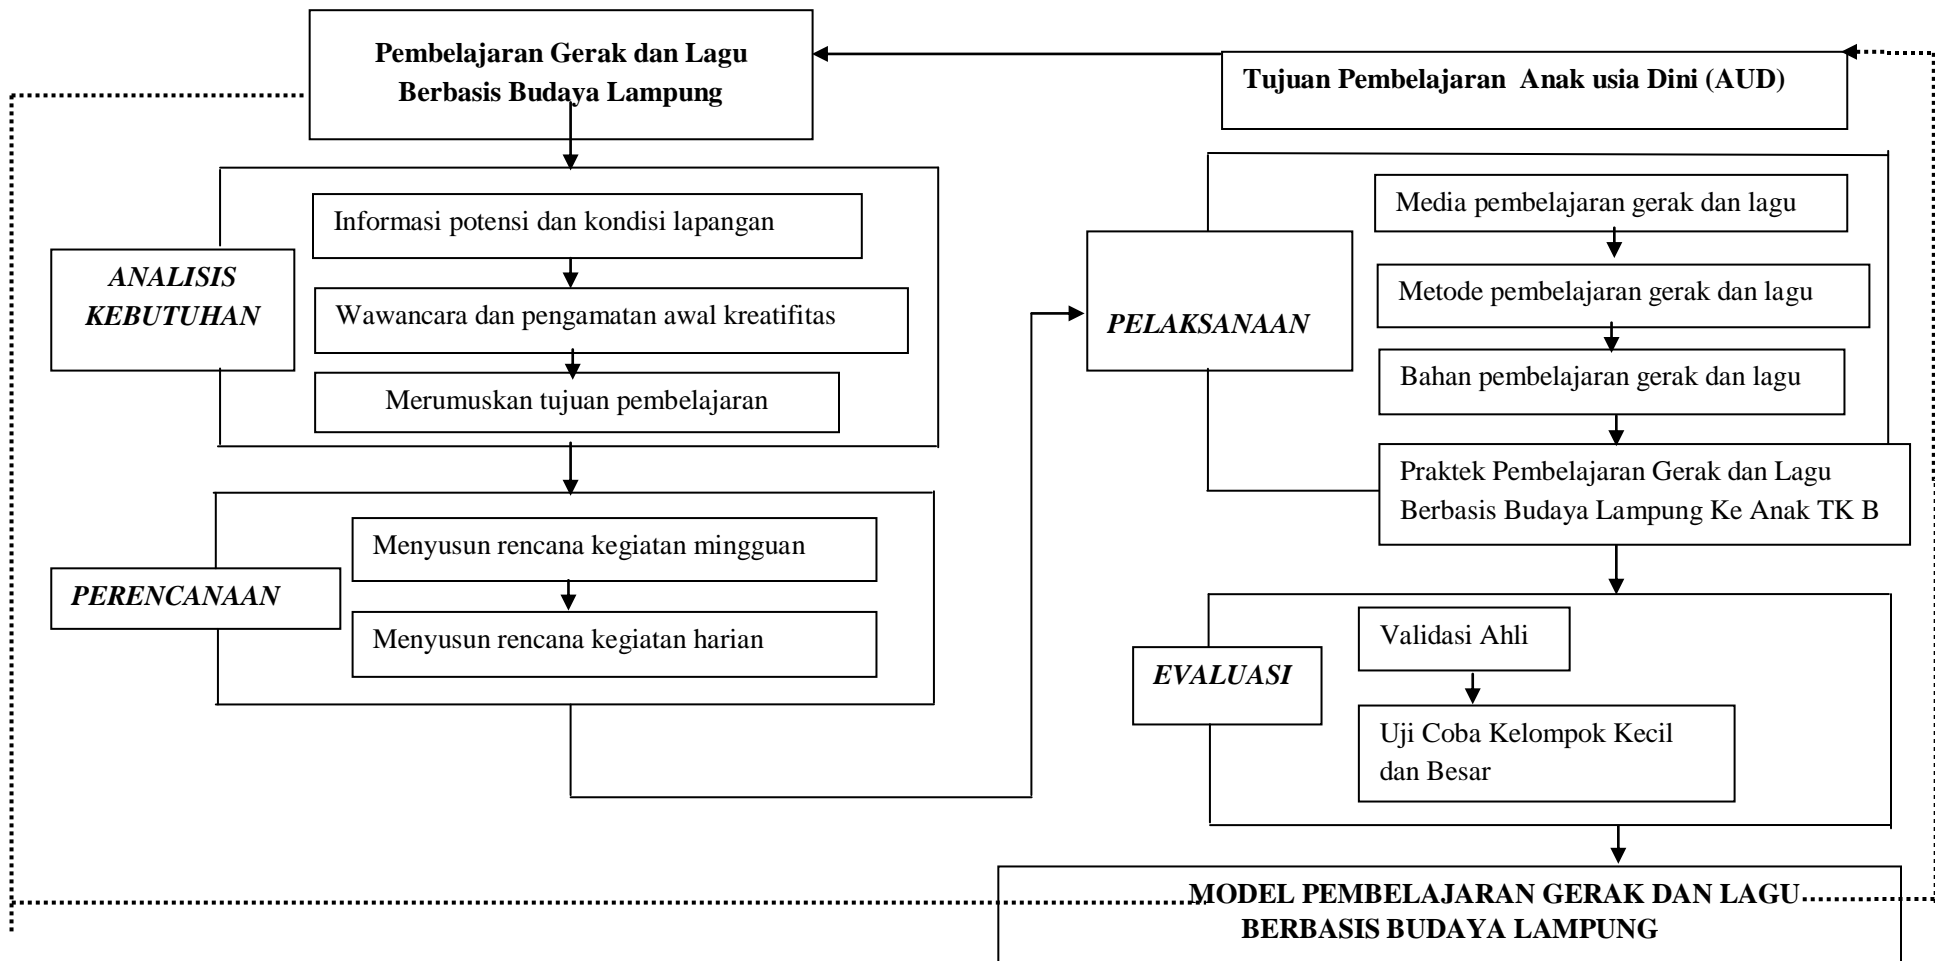 Pembelajaran Gerak dan Lagu
Berbasis Budaya Lampung
Tujuan Pembelajaran Anak usia Dini (AUD)
ANALISIS
KEBUTUHAN
Informasi potensi dan kondisi lapangan
Wawancara dan pengamatan awal kreatifitas
Merumuskan tujuan pembelajaran
PERENCANAAN
Menyusun rencana kegiatan mingguan
Menyusun rencana kegiatan harian
PELAKSANAAN
Media pembelajaran gerak dan lagu
Metode pembelajaran gerak dan lagu
Bahan pembelajaran gerak dan lagu
Praktek Pembelajaran Gerak dan Lagu
Berbasis Budaya Lampung Ke Anak TK B
EVALUASI
Validasi Ahli
Uji Coba Kelompok Kecil
dan Besar
MODEL PEMBELAJARAN GERAK DAN LAGU
BERBASIS BUDAYA LAMPUNG